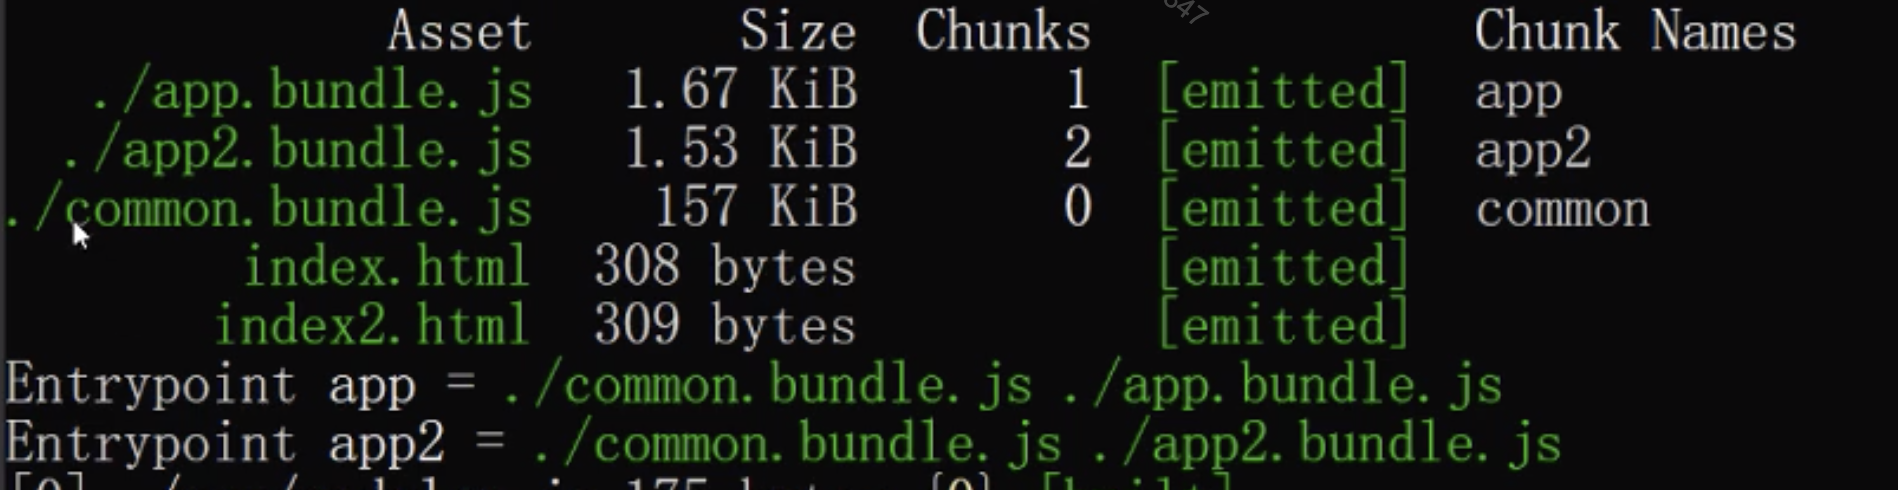 Asset Size Chunks Chunk Names
./app.bundle.js 1.67 KiB 1 [emitted] app
./app2.bundle.js 1.53 KiB 2 [emitted] app2
./common.bundle.js 157 KiB 0 [emitted] common
index.html 308 bytes [emitted]
index2.html 309 bytes [emitted]
Entrypoint app = ./common.bundle.js ./app.bundle.js
Entrypoint app2 = ./common.bundle.js ./app2.bundle.js